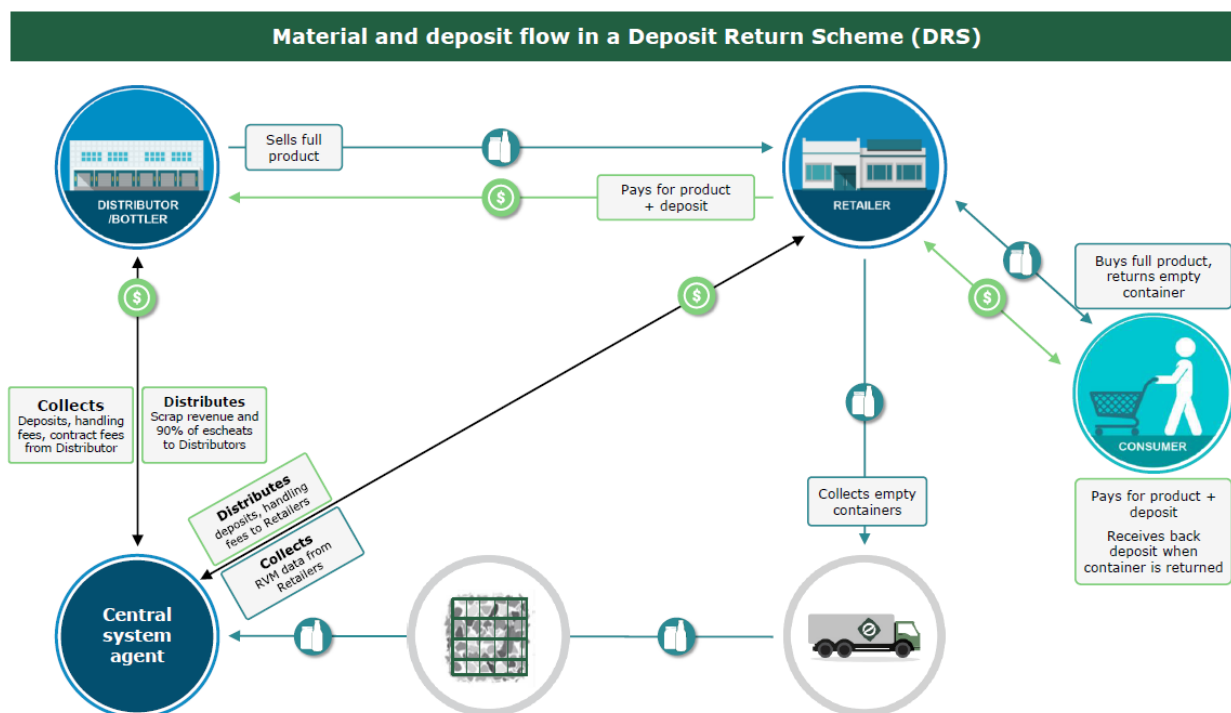 Material and deposit flow in a Deposit Return Scheme (DRS)
Sells full
product
DISTRIBUTOR
/BOTTLER
Pays for product
+ deposit
RETAILER
Buys full product,
returns empty
container
Collects
Deposits, handling
fees, contract fees
from Distributor
Distributes
Scrap revenue and
90% of escheats
to Distributors
CONSUMER
Distributes
deposits, handling
fees to Retailers
Collects
RVM data from
Retailers
Collects empty
containers
Pays for product +
deposit
Receives back
deposit when
container is returned
Central
system
agent